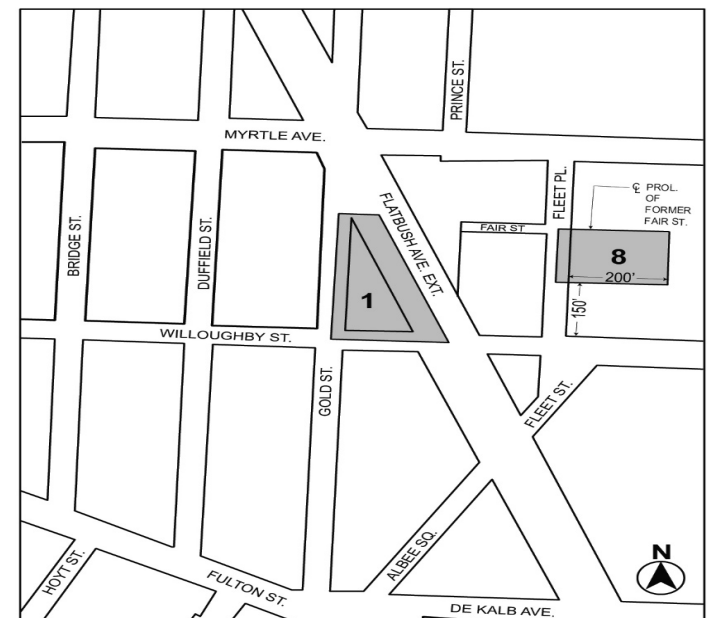 PRINCE ST.
MYRTLE AVE.
FLEET PL.
℄ PROL.
OF
FORMER
FAIR ST.
FLATBUSH AVE. EXT.
FAIR ST
BRIDGE ST.
DUFFIELD ST.
8
200'
1
150'
WILLOUGHBY ST.
GOLD ST.
FLEET ST.
ALBEE SQ.
HOYT ST.
FULTON ST.
N
DE KALB AVE.